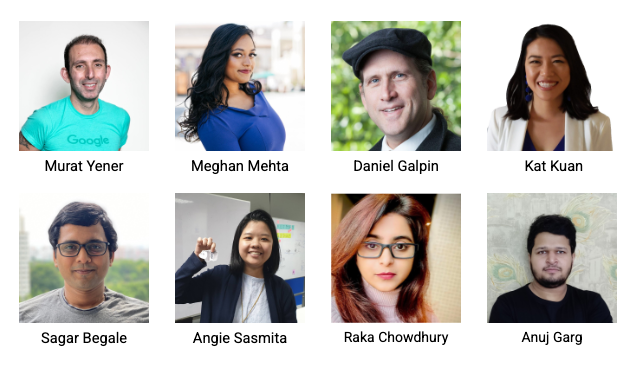 Google
Murat Yener
Meghan Mehta
Daniel Galpin
Kat Kuan
Sagar Begale
Angie Sasmita
Raka Chowdhury
Anuj Garg